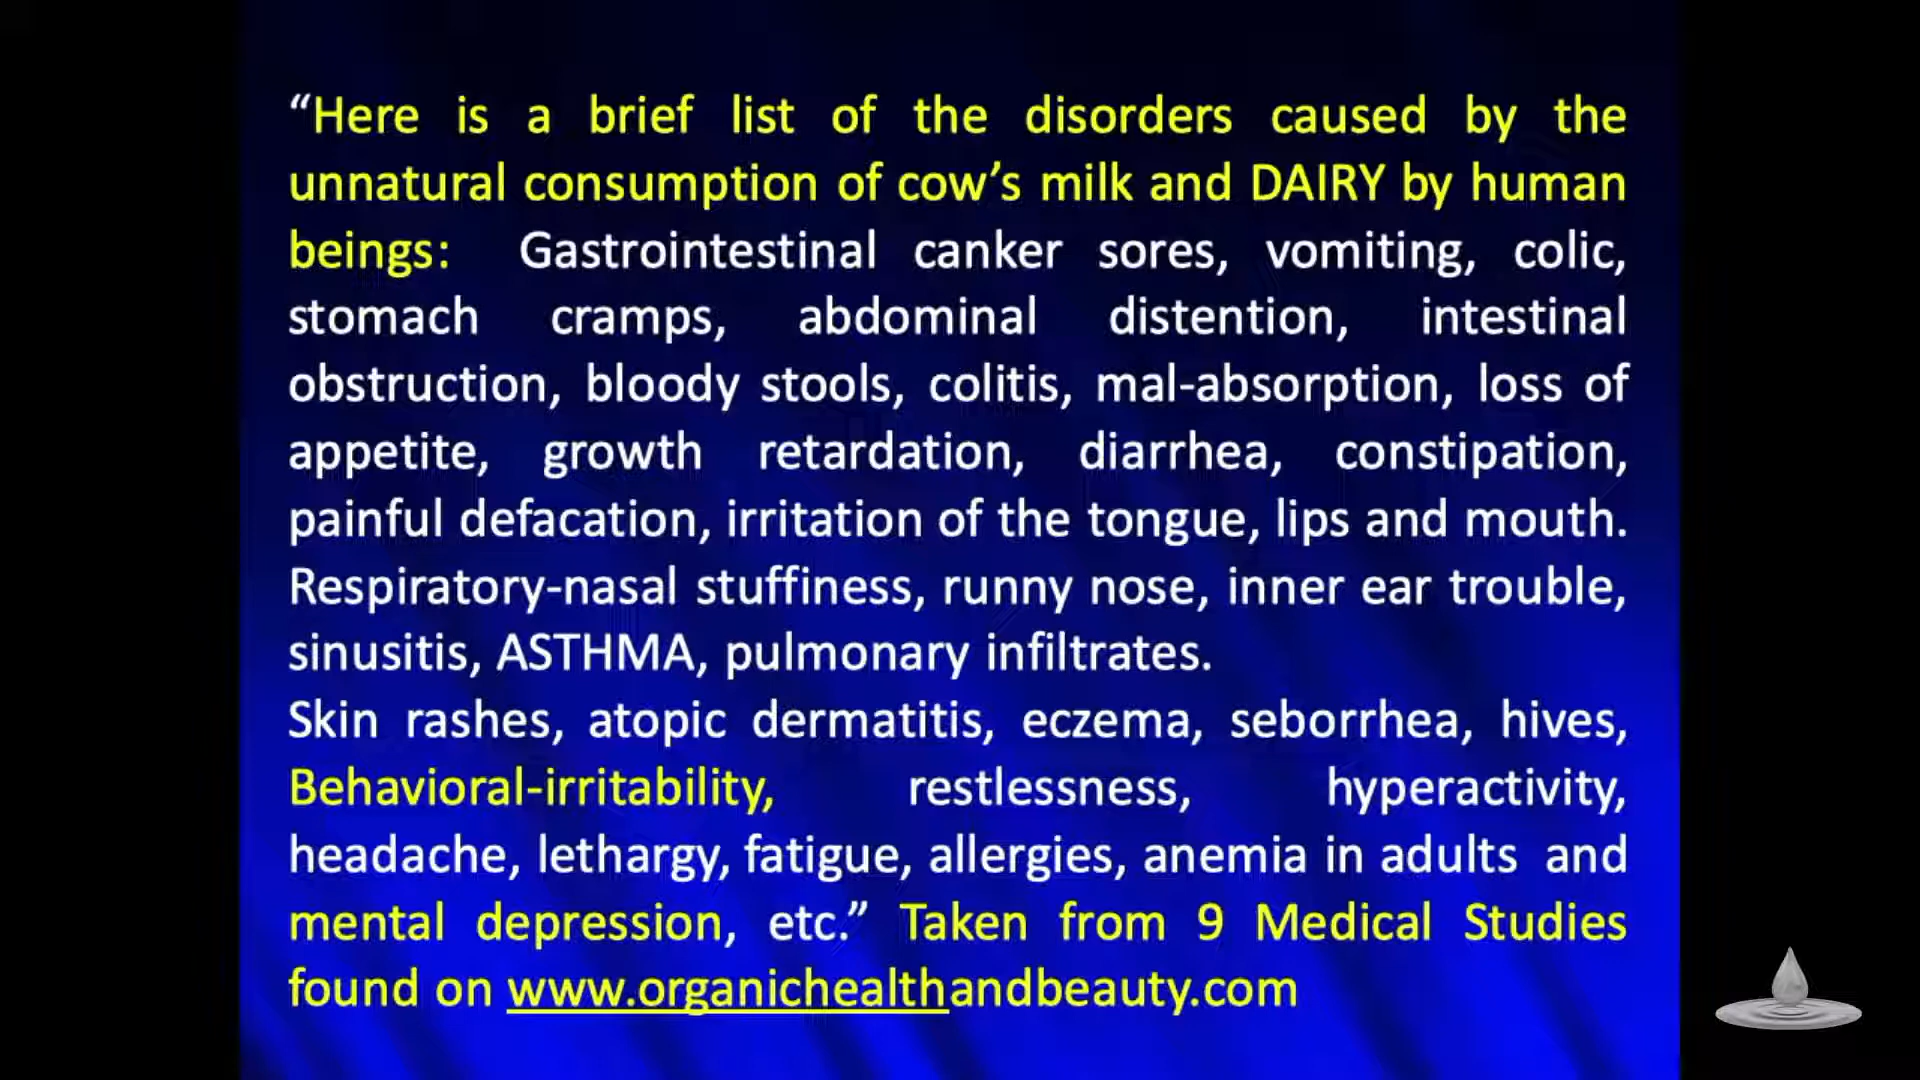 “Here is a brief list of the disorders caused by the
unnatural consumption of cow’s milk and DAIRY by human
beings: Gastrointestinal canker sores, vomiting, colic,
stomach cramps, abdominal distention, intestinal
obstruction, bloody stools, colitis, mal-absorption, loss of
appetite, growth retardation, diarrhea, constipation,
painful defacation, irritation of the tongue, lips and mouth.
Respiratory-nasal stuffiness, runny nose, inner ear trouble,
sinusitis, ASTHMA, pulmonary infiltrates.
Skin rashes, atopic dermatitis, eczema, seborrhea, hives,
Behavioral-irritability, restlessness, hyperactivity,
headache, lethargy, fatigue, allergies, anemia in adults and
mental depression, etc.” Taken from 9 Medical Studies
found on www.organichealthandbeauty.com